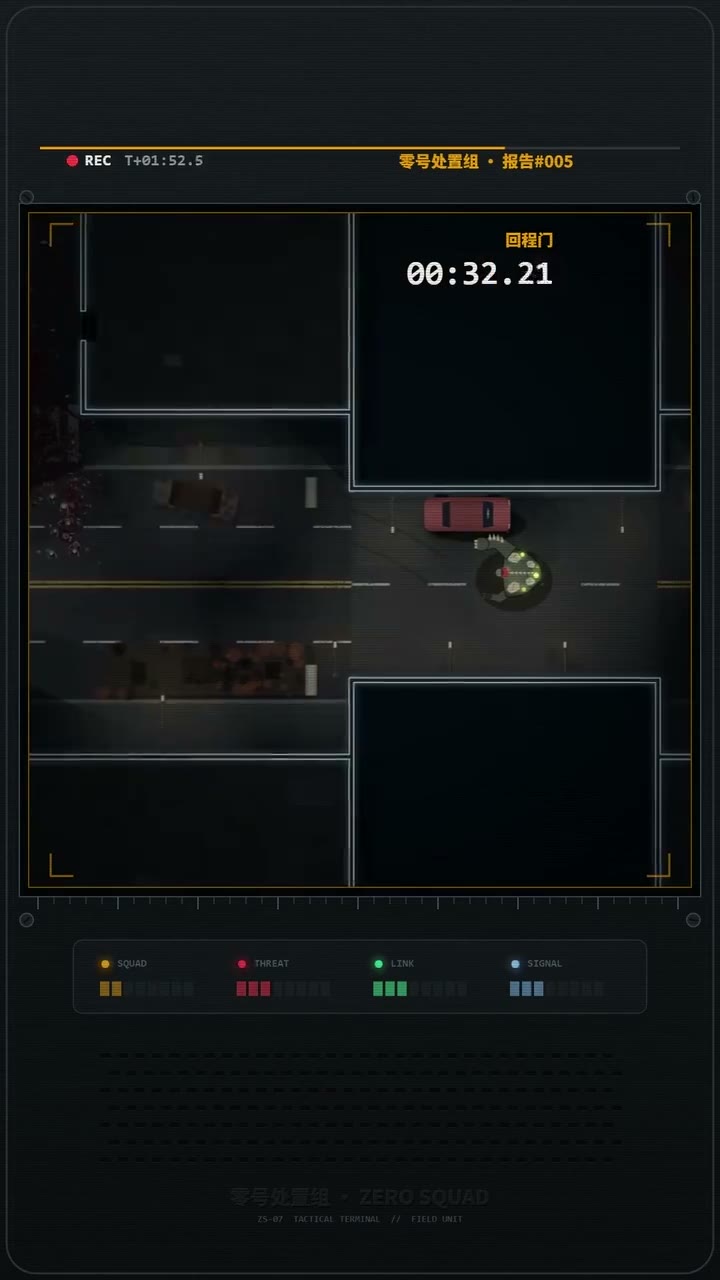 REC T+01:52.5
零号处置组 • 报告#005
回程门
00:32.21
SQUAD
THREAT
LINK
SIGNAL
零号处置组 • ZERO SQUAD
ZS-07 TACTICAL TERMINAL // FIELD UNIT